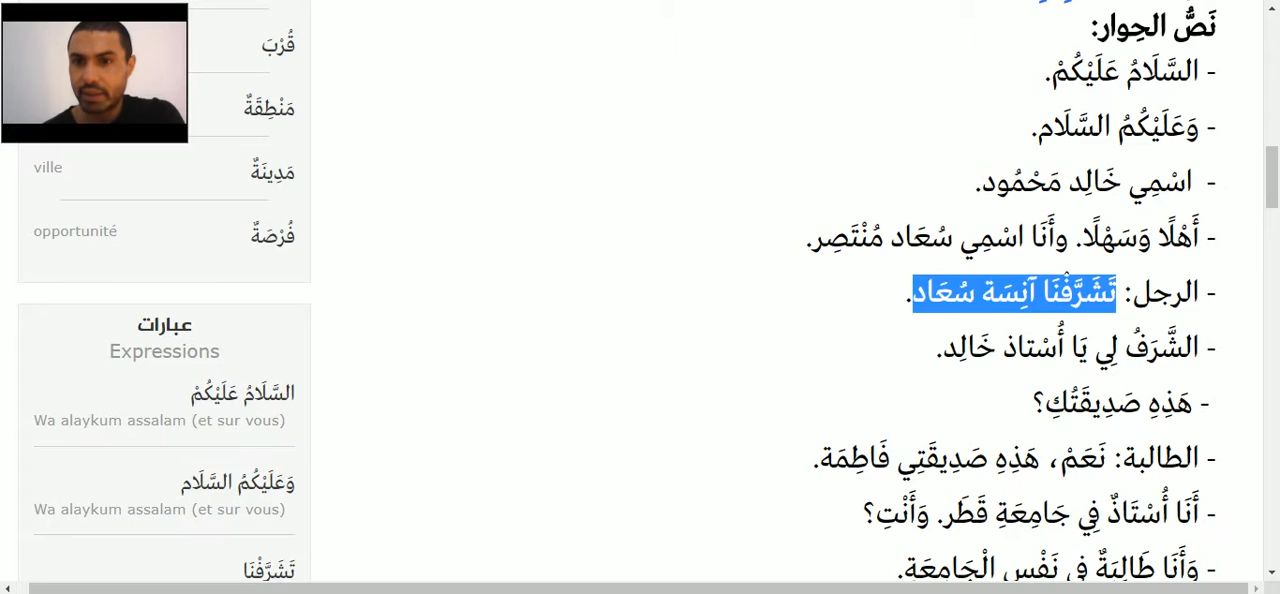 نَصُّ الحِوار:
- السَّلَامُ عَلَيْكُمْ.
- وَعَلَيْكُمُ السَّلَام.
- اسْمِي خَالِد مَحْمُود.
- أَهْلًا وَسَهْلًا. وأَنَا اسْمِي سُعَاد مُنْتَصِر.
- الرجل: تَشَرَّفْنَا آنِسَة سُعَاد.
- الشَّرَفُ لِي يَا أُسْتاذ خَالِد.
- هَذِهِ صَدِيقَتُكِ؟
- الطالبة: نَعَمْ، هَذِهِ صَدِيقَتِي فَاطِمَة.
- أَنَا أُسْتَاذٌ فِي جَامِعَةِ قَطَر. وَأَنْتِ؟
- وَأَنَا طَالِبَةٌ فِي نَفْسِ الْجَامِعَةِ.
قُرْبَ
مَنْطِقَةٌ
مَدِينَةٌ ville
فُرْصَةٌ opportunité
عبارات
Expressions
السَّلَامُ عَلَيْكُمْ
Wa alaykum assalam (et sur vous)
وَعَلَيْكُمُ السَّلَام
Wa alaykum assalam (et sur vous)
تَشَرَّفْنَا